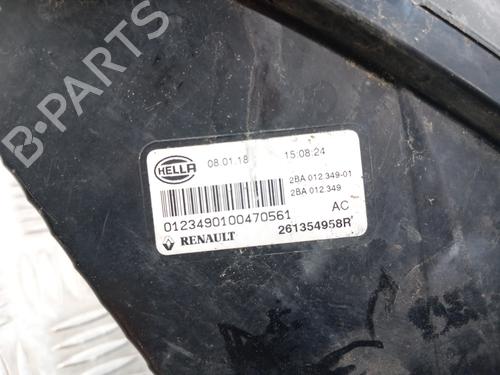 B-PARTS
HELLA
08.01.18 15:08:24
2BA 012 349-01
2BA 012 349
0123490100470561 AC
RENAULT 261354958R